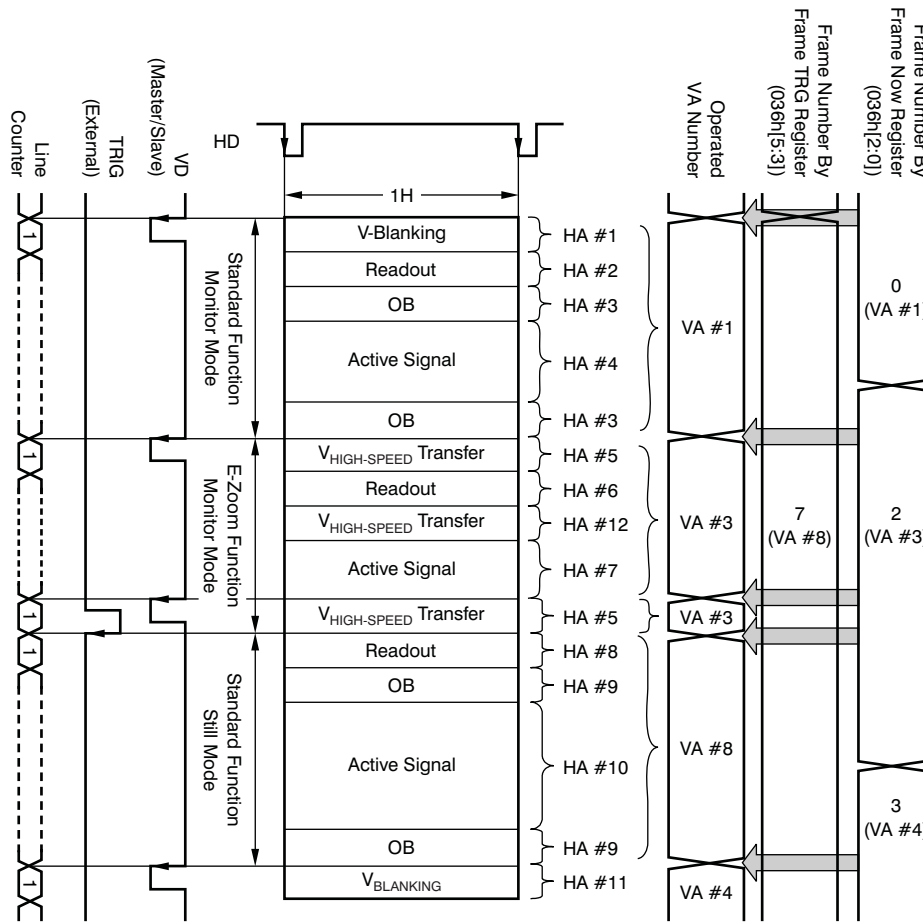 Frame Number By
Frame Now Register
(036h[2:0])
Frame Number By
Frame TRG Register
(036h[5:3])
Operated
VA Number
HD
VD
(Master/Slave)
TRIG
(External)
Line
Counter
1H
0
(VA #1)
2
(VA #3)
3
(VA #4)
7
(VA #8)
VA #1
VA #3
VA #3
VA #8
VA #4
V-Blanking
HA #1
Readout
HA #2
OB
HA #3
Active Signal
HA #4
OB
HA #3
VHIGH-SPEED Transfer
HA #5
Readout
HA #6
VHIGH-SPEED Transfer
HA #12
Active Signal
HA #7
VHIGH-SPEED Transfer
HA #5
Readout
HA #8
OB
HA #9
Active Signal
HA #10
OB
HA #9
VBLANKING
HA #11
Standard Function
Monitor Mode
E-Zoom Function
Monitor Mode
Standard Function
Still Mode
1
1
1
1
1